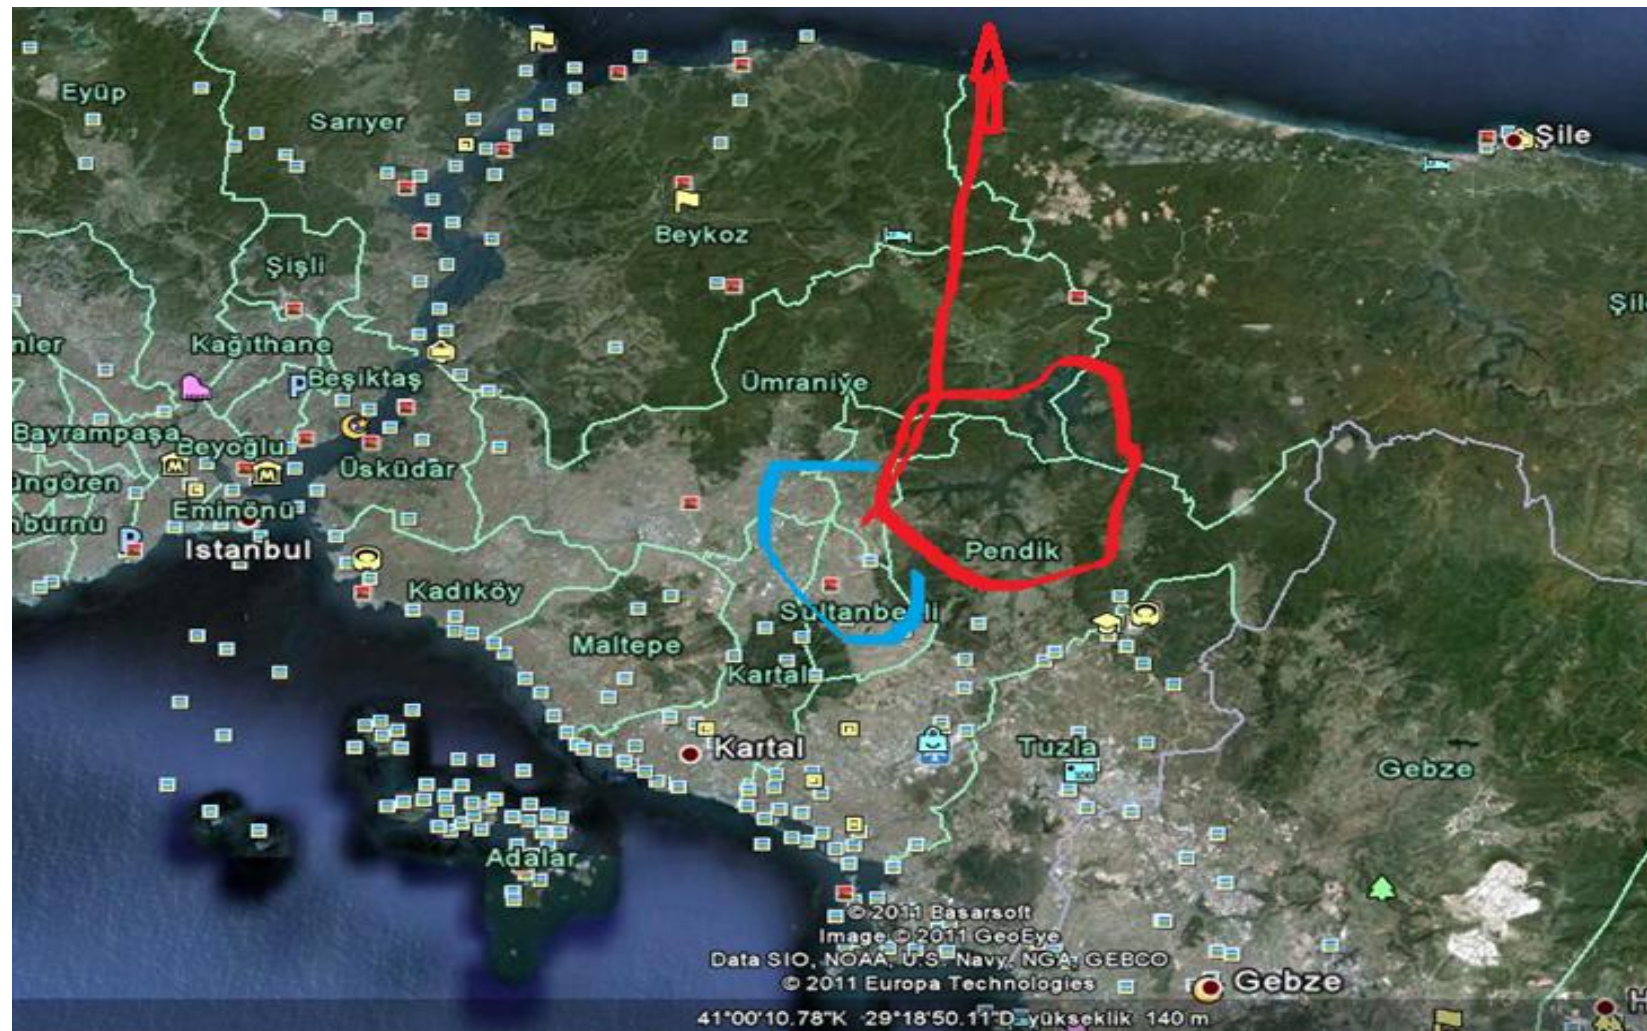 Eyüp
Sarıyer
Şile
Beykoz
Şişli
Şil
nler
Kağıthane
P
Beşiktaş
Ümraniye
Bayrampaşa
Beyoğlu
Üsküdar
üngören
Eminönü
nburnu
P
Istanbul
Pendik
Kadıköy
Sultanbeyli
Maltepe
Kartal
Kartal
Tuzla
Gebze
Adalar
© 2011 Basarsoft
Image © 2011 GeoEye
Data SIO, NOAA, U.S. Navy, NGA, GEBCO
© 2011 Europa Technologies
Gebze
H
41°00'10.78"K 29°18'50.11"D yükseklik 140 m